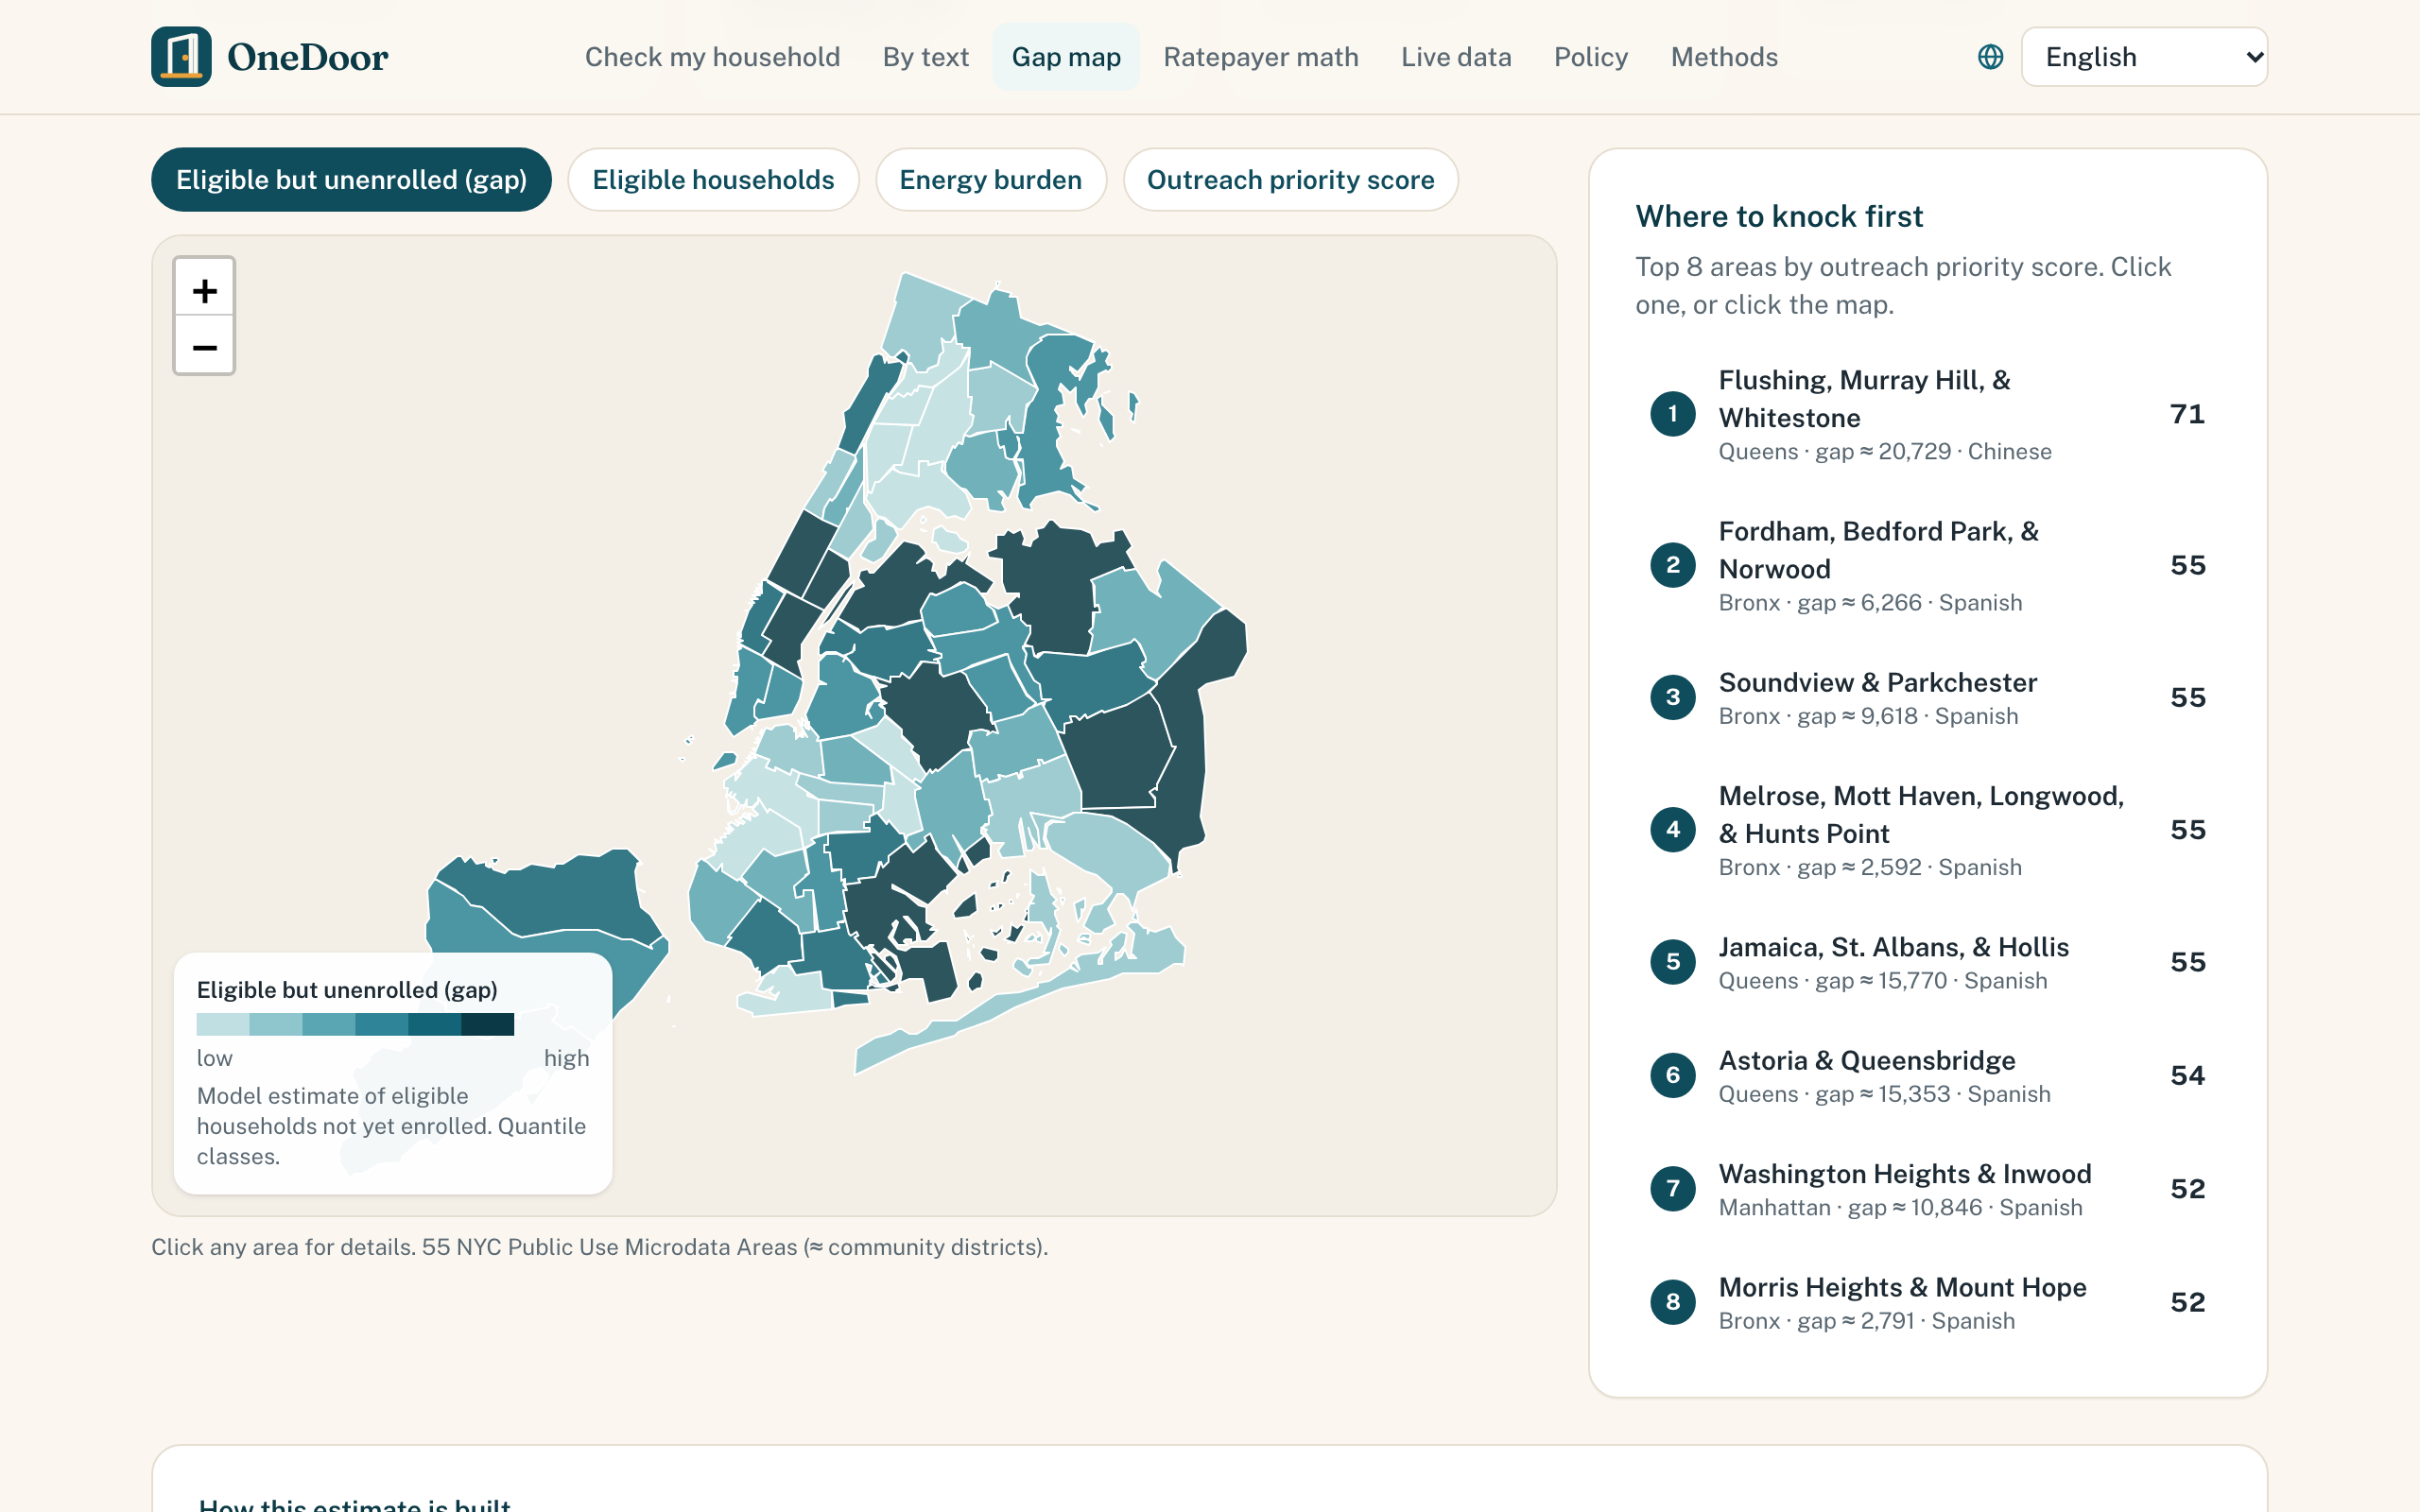 OneDoor
Check my household
By text
Gap map
Ratepayer math
Live data
Policy
Methods
English
Eligible but unenrolled (gap)
Eligible households
Energy burden
Outreach priority score
+
−
Eligible but unenrolled (gap)
low
high
Model estimate of eligible
households not yet enrolled. Quantile
classes.
Click any area for details. 55 NYC Public Use Microdata Areas (≈ community districts).
Where to knock first
Top 8 areas by outreach priority score. Click
one, or click the map.
1
Flushing, Murray Hill, &
Whitestone
Queens · gap ≈ 20,729 · Chinese
71
2
Fordham, Bedford Park, &
Norwood
Bronx · gap ≈ 6,266 · Spanish
55
3
Soundview & Parkchester
Bronx · gap ≈ 9,618 · Spanish
55
4
Melrose, Mott Haven, Longwood,
& Hunts Point
Bronx · gap ≈ 2,592 · Spanish
55
5
Jamaica, St. Albans, & Hollis
Queens · gap ≈ 15,770 · Spanish
55
6
Astoria & Queensbridge
Queens · gap ≈ 15,353 · Spanish
54
7
Washington Heights & Inwood
Manhattan · gap ≈ 10,846 · Spanish
52
8
Morris Heights & Mount Hope
Bronx · gap ≈ 2,791 · Spanish
52
How this estimate is built